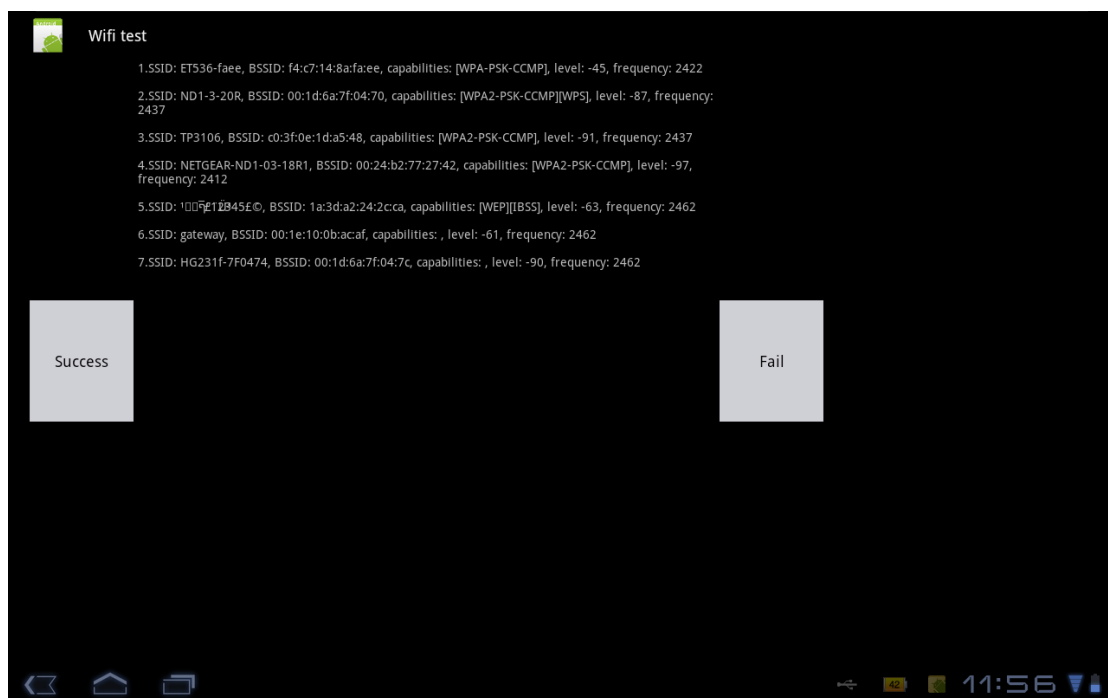 Wifi test
1.SSID: ET536-faee, BSSID: f4:c7:14:8a:fa:ee, capabilities: [WPA-PSK-CCMP], level: -45, frequency: 2422
2.SSID: ND1-3-20R, BSSID: 00:1d:6a:7f:04:70, capabilities: [WPA2-PSK-CCMP][WPS], level: -87, frequency:
2437
3.SSID: TP3106, BSSID: c0:3f:0e:1d:a5:48, capabilities: [WPA2-PSK-CCMP], level: -91, frequency: 2437
4.SSID: NETGEAR-ND1-03-18R1, BSSID: 00:24:b2:77:27:42, capabilities: [WPA2-PSK-CCMP], level: -97,
frequency: 2412
5.SSID: BSSID: 1a:3d:a2:24:2c:ca, capabilities: [WEP][IBSS], level: -63, frequency: 2462
6.SSID: gateway, BSSID: 00:1e:10:0b:ac:af, capabilities: , level: -61, frequency: 2462
7.SSID: HG231f-7F0474, BSSID: 00:1d:6a:7f:04:7c, capabilities: , level: -90, frequency: 2462
Success
Fail
42
11:56